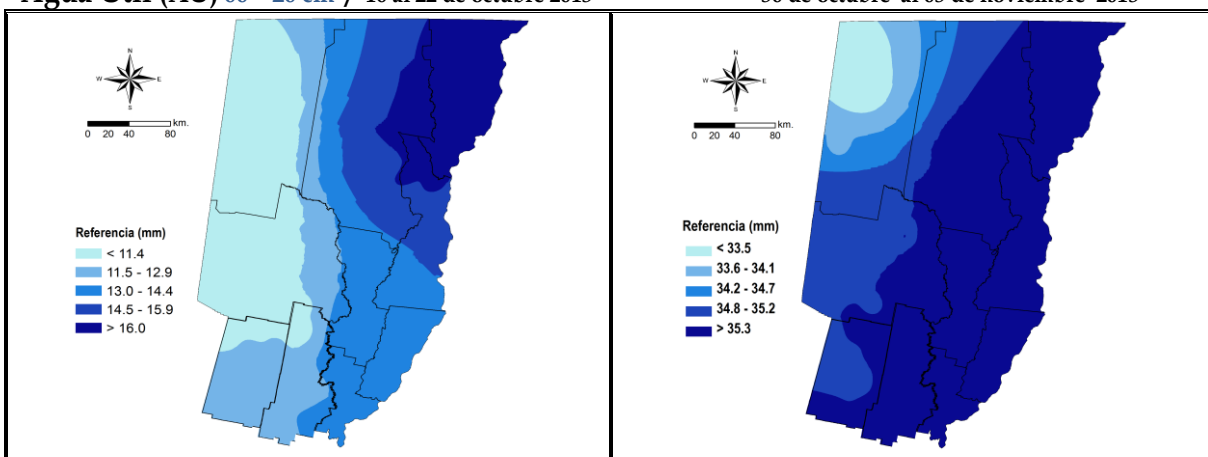 Agua Útil (AU) 00 - 20 cm / 16 al 22 de octubre 2015
30 de octubre al 05 de noviembre 2015
N
W E
S
km.
0 20 40 80
Referencia (mm)
< 11.4
11.5 - 12.9
13.0 - 14.4
14.5 - 15.9
> 16.0
N
W E
S
km.
0 20 40 80
Referencia (mm)
< 33.5
33.6 - 34.1
34.2 - 34.7
34.8 - 35.2
> 35.3